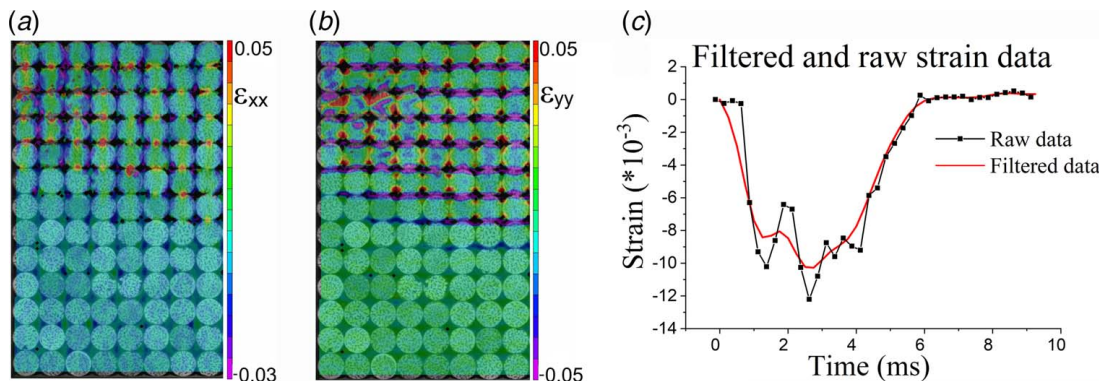 (a)
0.05
εxx
-0.03
(b)
0.05
εyy
-0.05
(c)
Filtered and raw strain data
Strain (*10⁻³)
2
0
-2
-4
-6
-8
-10
-12
-14
Raw data
Filtered data
0 2 4 6 8 10
Time (ms)